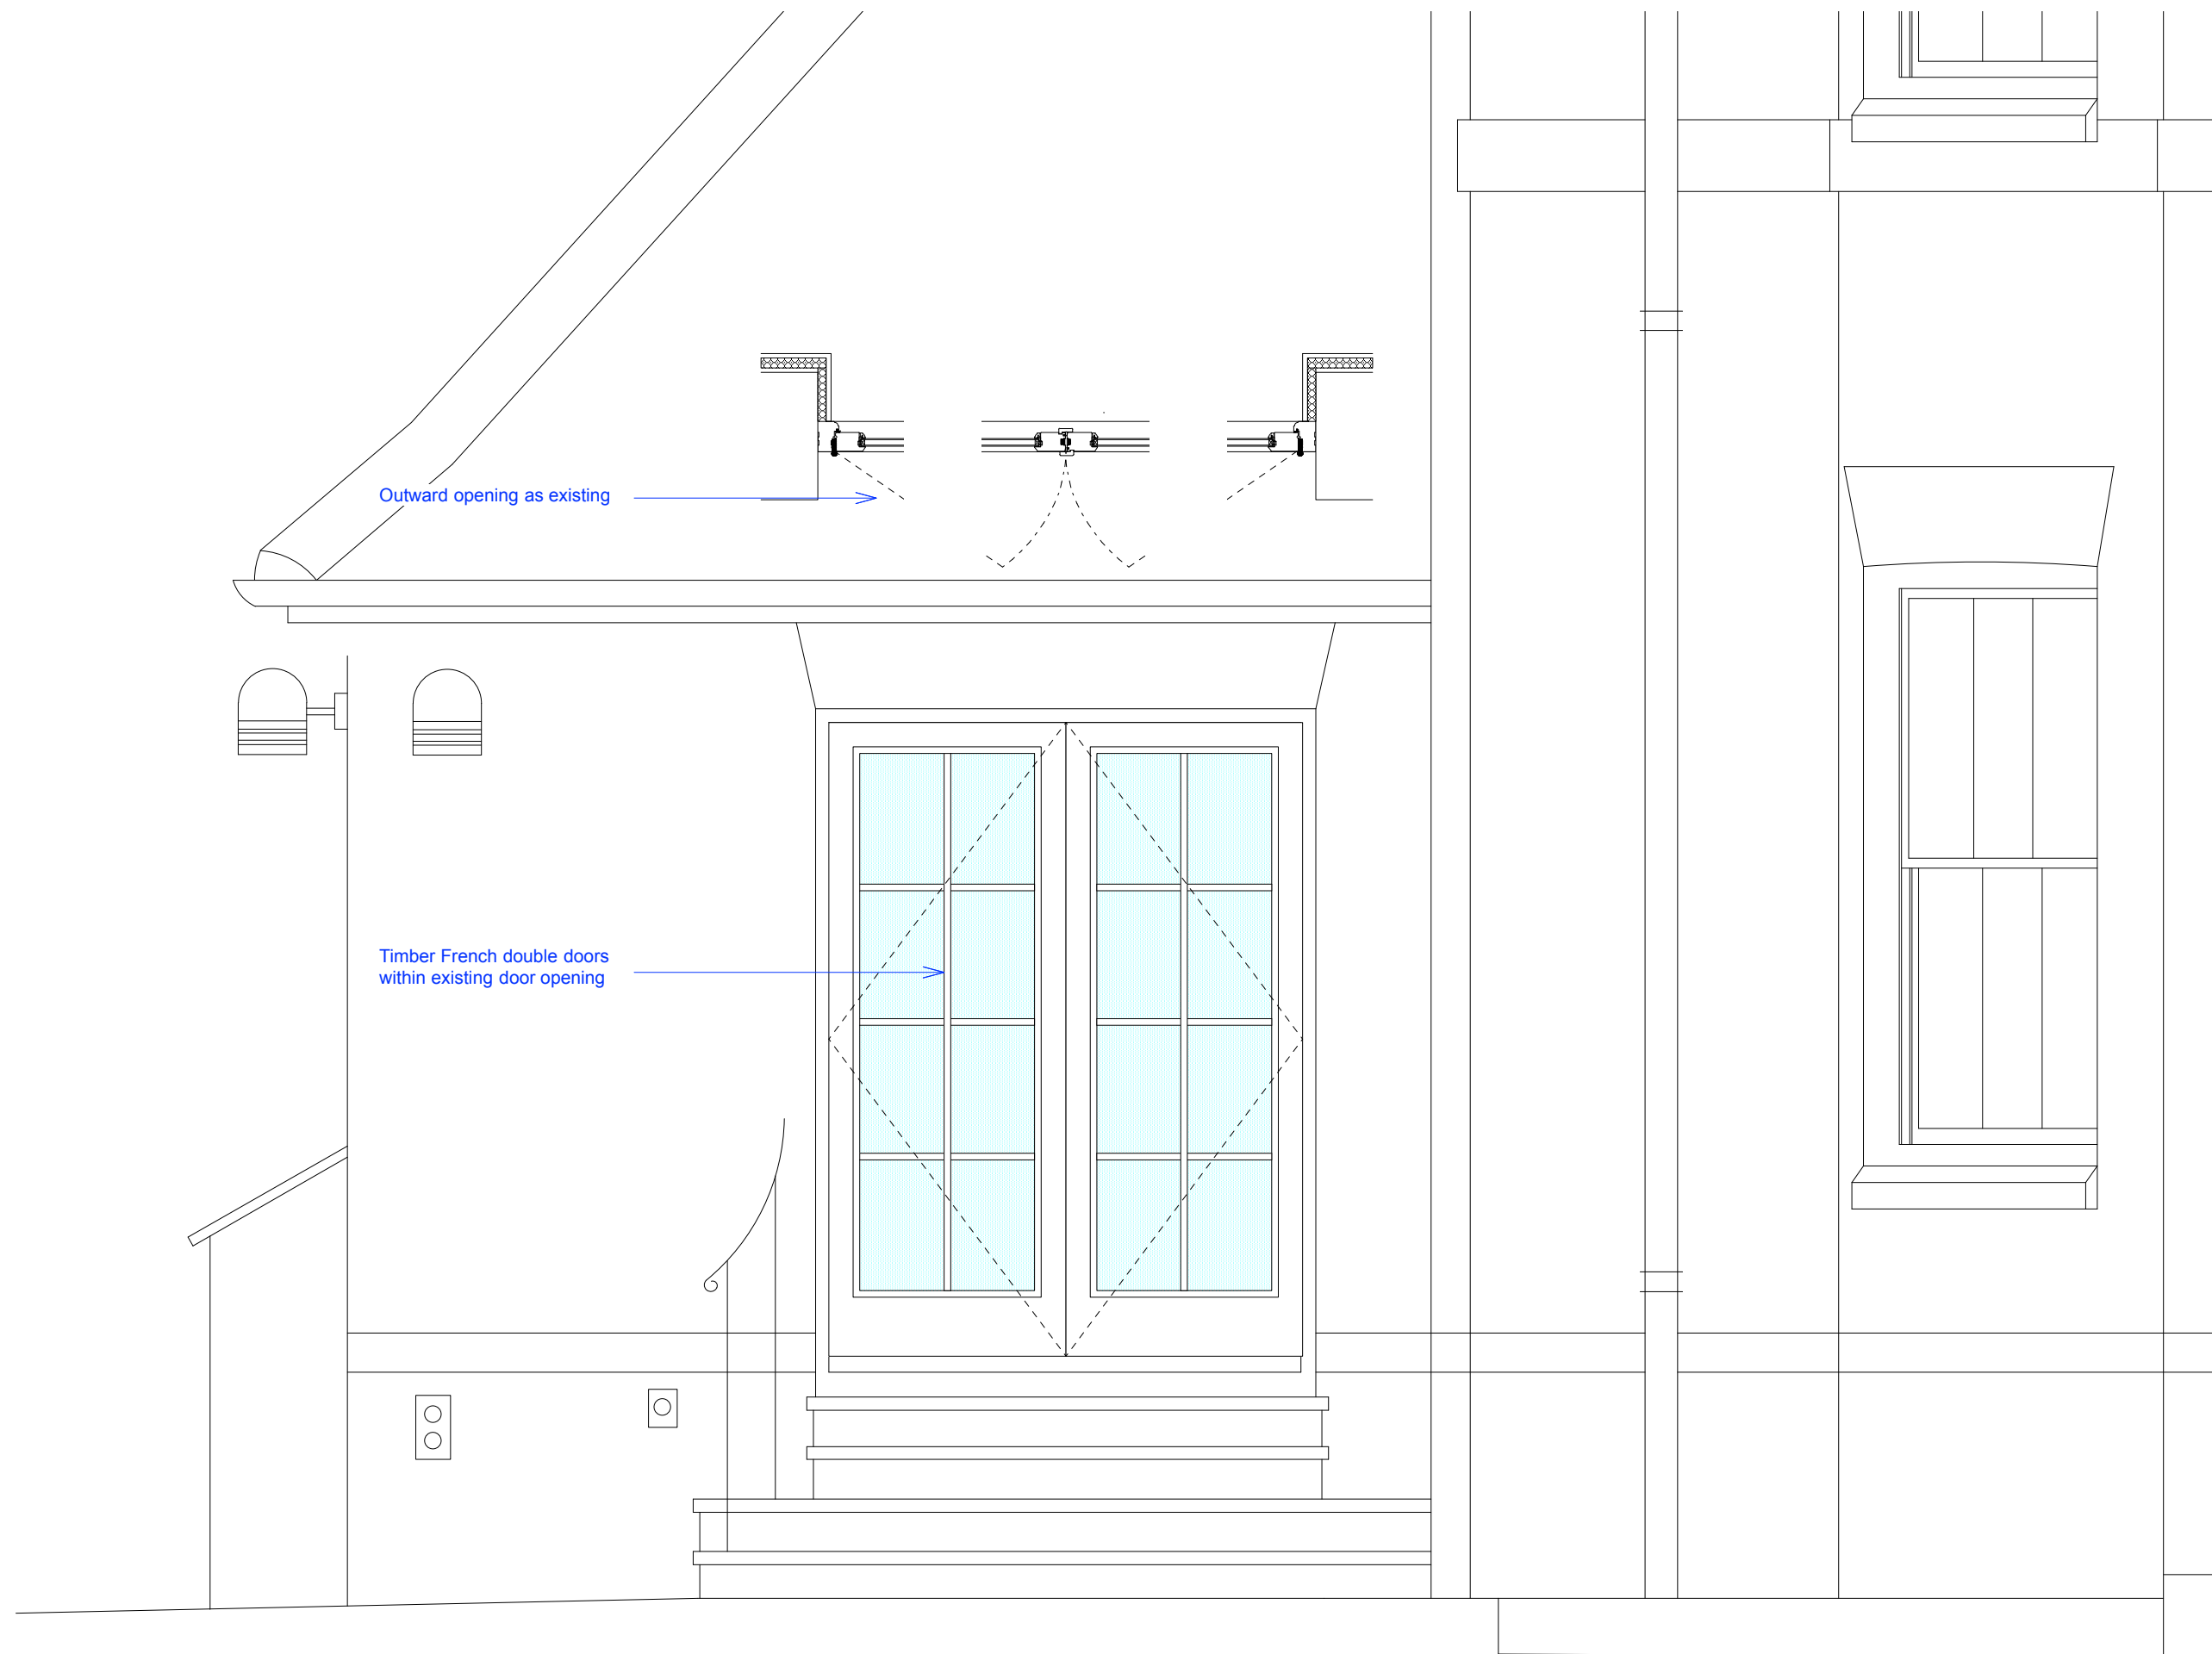 Outward opening as existing
Timber French double doors
within existing door opening